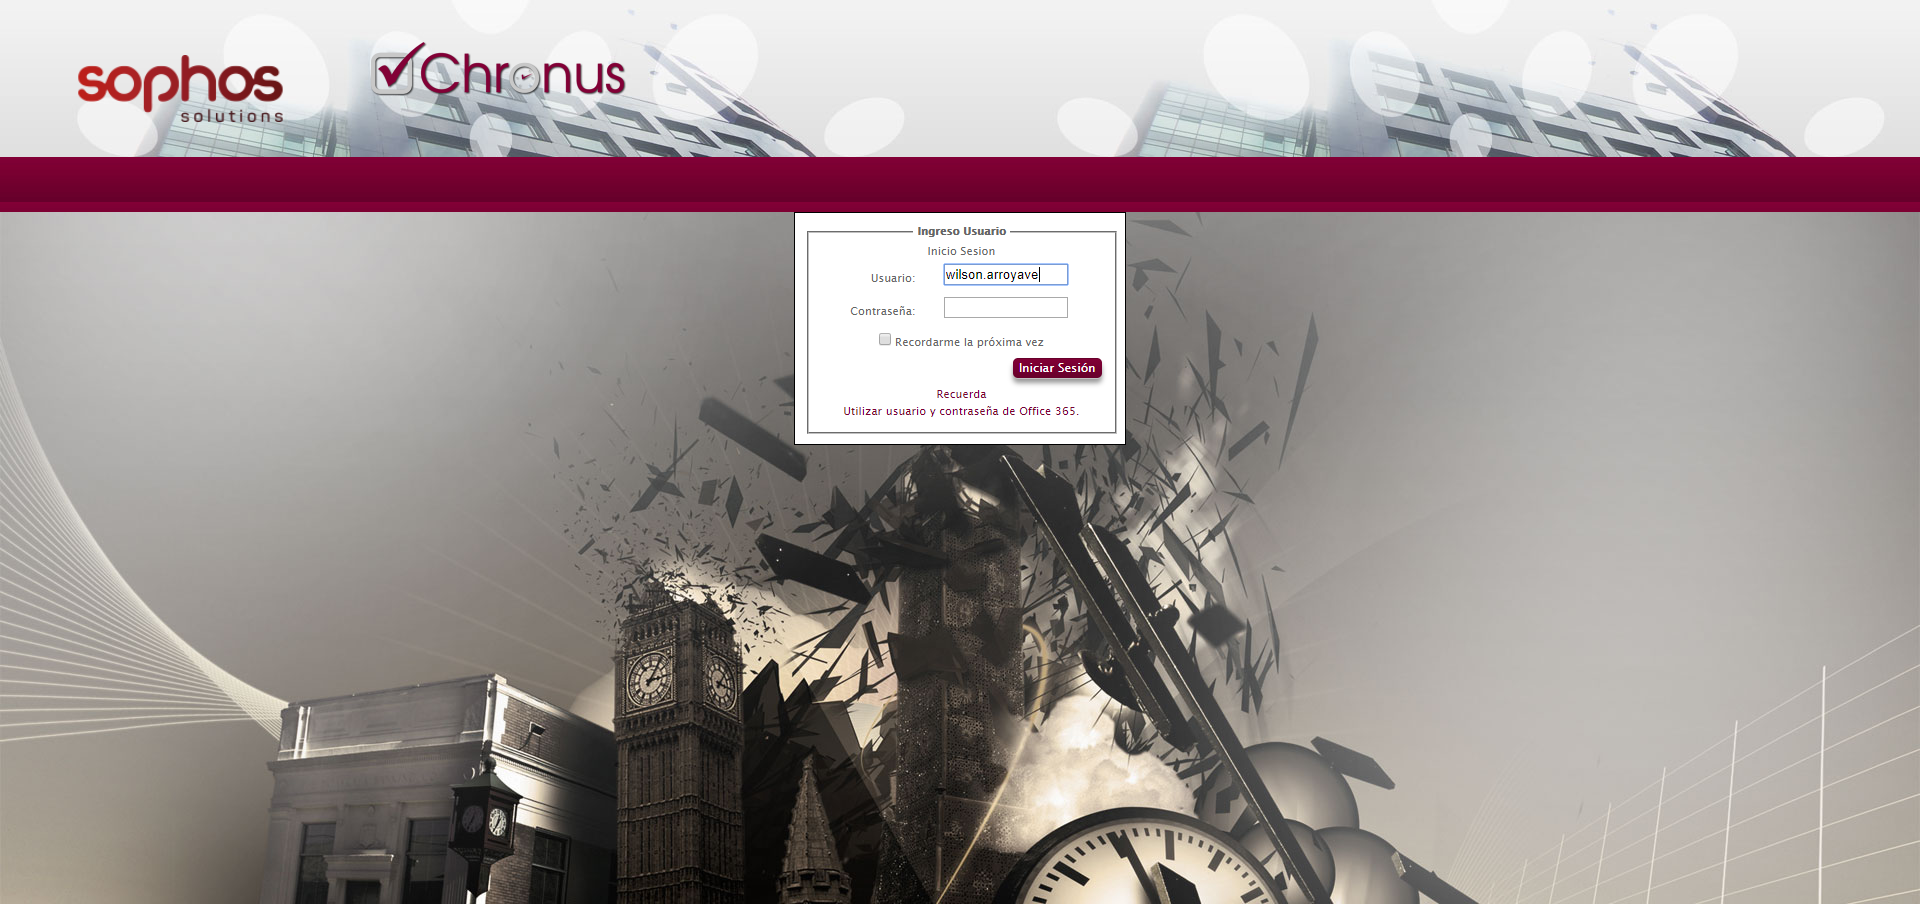 sophos
solutions
Chronus
Ingreso Usuario
Inicio Sesion
Usuario: wilson.arroyave
Contraseña:
Recordarme la próxima vez
Iniciar Sesión
Recuerda
Utilizar usuario y contraseña de Office 365.